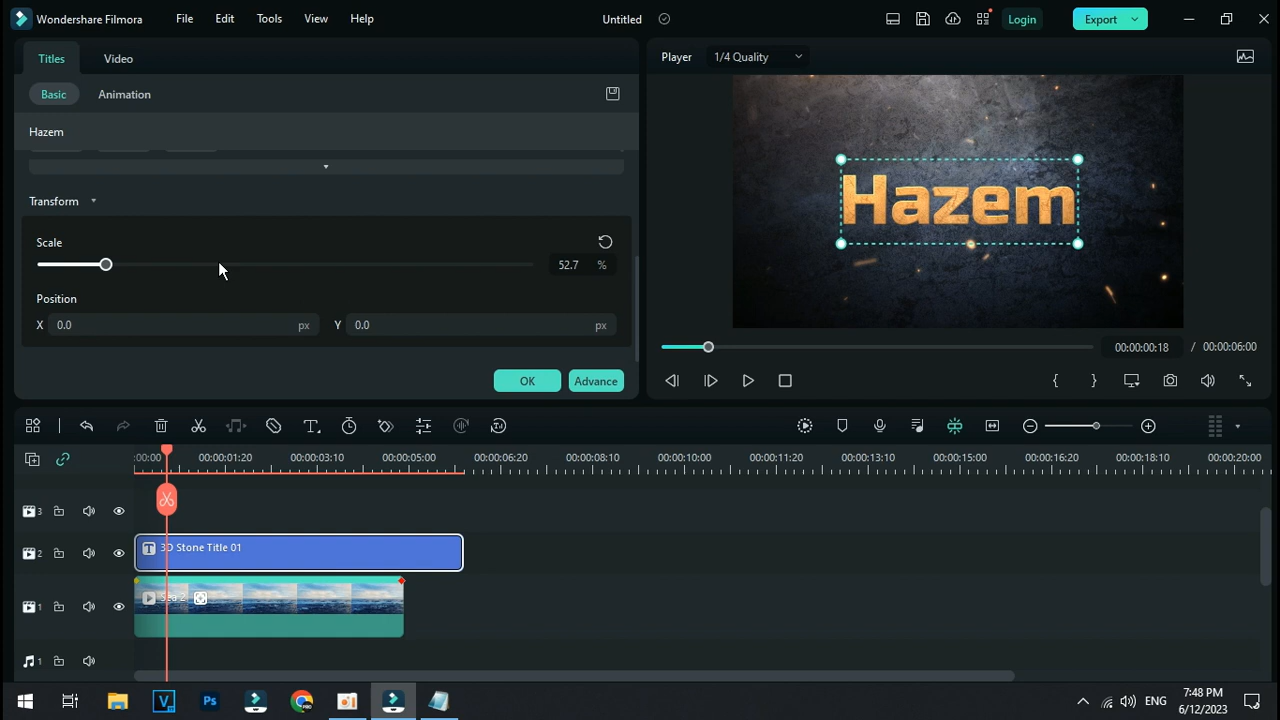 Wondershare Filmora
File
Edit
Tools
View
Help
Untitled
Login
Export
Titles
Video
Player
1/4 Quality
Basic
Animation
Hazem
Hazem
Transform
Scale
52.7 %
Position
X 0.0 px
Y 0.0 px
OK
Advance
00:00:00:18 / 00:00:06:00
:00:00
00:00:01:20
00:00:03:10
00:00:05:00
00:00:06:20
00:00:08:10
00:00:10:00
00:00:11:20
00:00:13:10
00:00:15:00
00:00:16:20
00:00:18:10
00:00:20:00
3
2
T 3D Stone Title 01
1
Sea 2
1
V
Ps
PRO
ENG
7:48 PM
6/12/2023